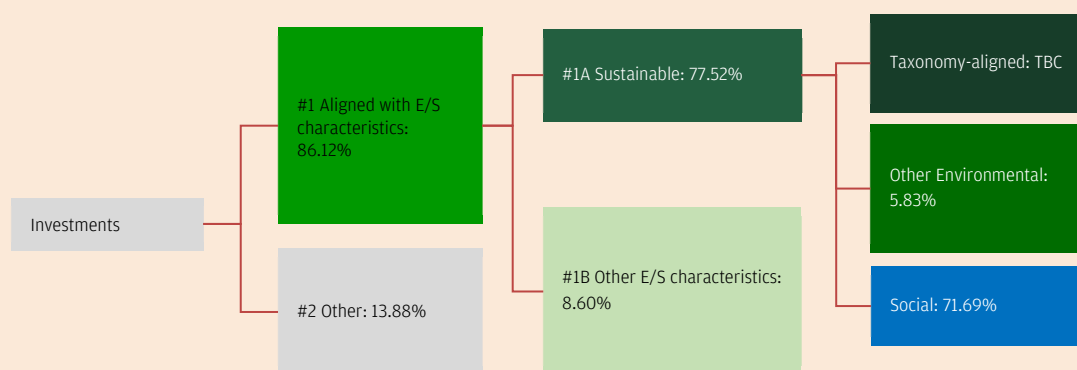 Investments
#1 Aligned with E/S
characteristics:
86.12%
#2 Other: 13.88%
#1A Sustainable: 77.52%
#1B Other E/S characteristics:
8.60%
Taxonomy-aligned: TBC
Other Environmental:
5.83%
Social: 71.69%